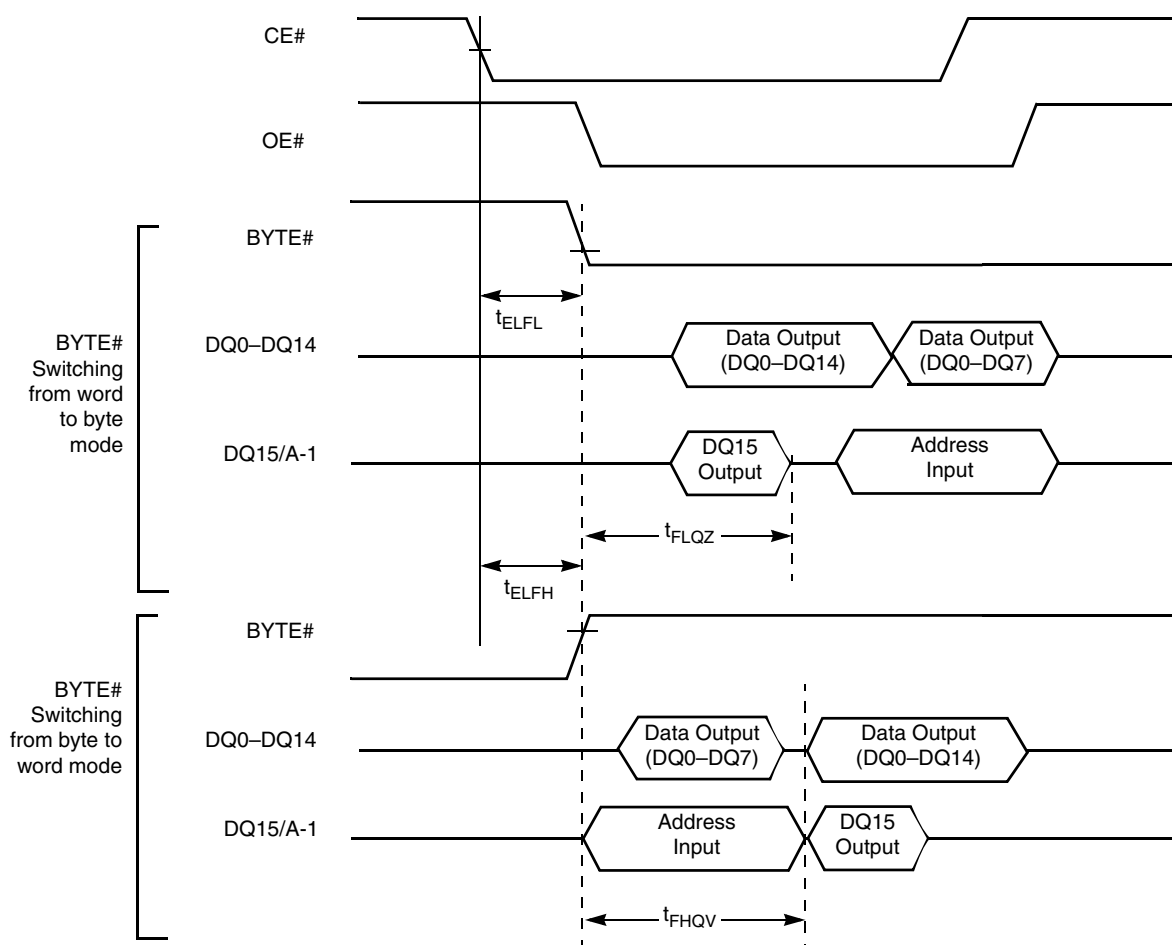 CE#
OE#
BYTE#
tELFL
BYTE#
Switching
from word
to byte
mode
DQ0–DQ14
Data Output
(DQ0–DQ14)
Data Output
(DQ0–DQ7)
DQ15/A-1
DQ15
Output
Address
Input
tFLQZ
tELFH
BYTE#
BYTE#
Switching
from byte to
word mode
DQ0–DQ14
Data Output
(DQ0–DQ7)
Data Output
(DQ0–DQ14)
DQ15/A-1
Address
Input
DQ15
Output
tFHQV